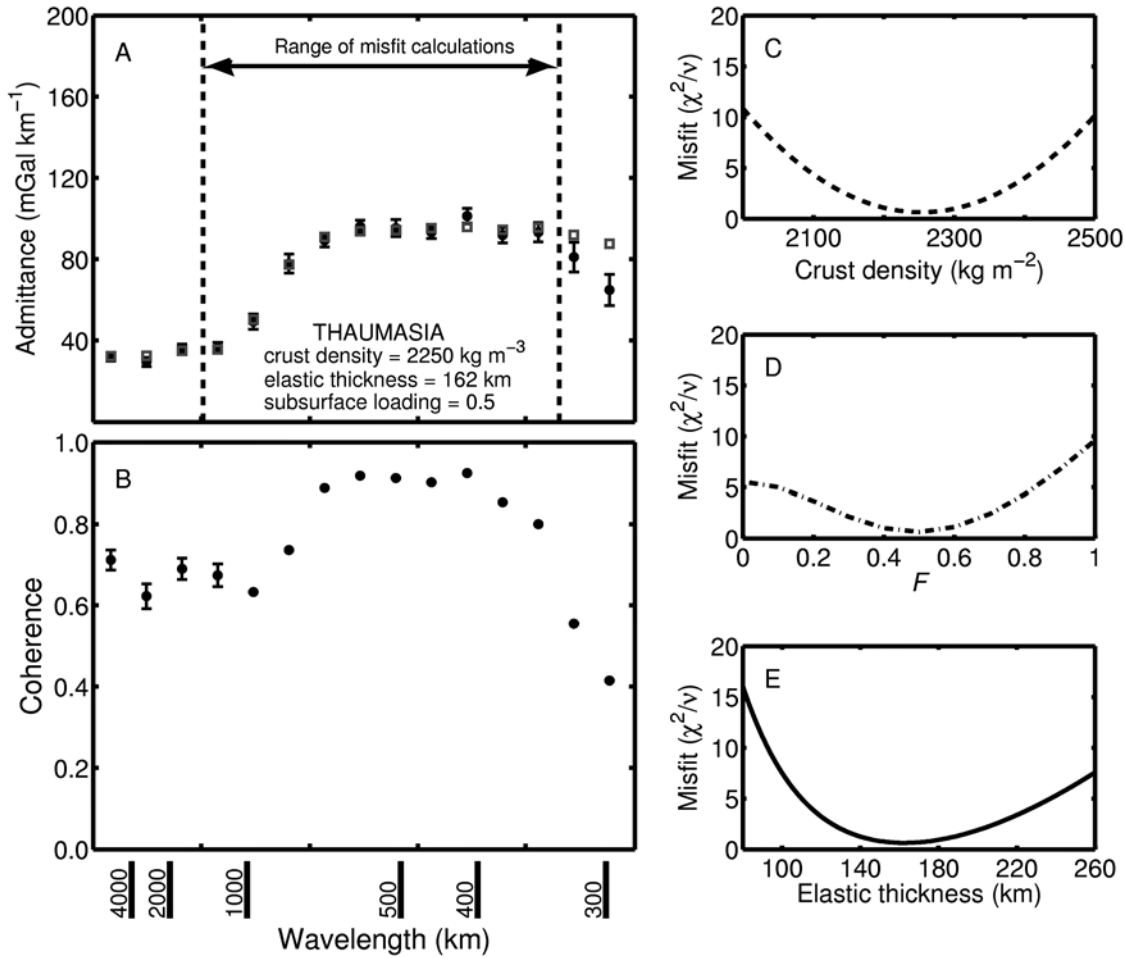 A
Range of misfit calculations
Admittance (mGal km−1)
200
160
120
80
40
THAUMASIA
crust density = 2250 kg m−3
elastic thickness = 162 km
subsurface loading = 0.5
B
Coherence
1.0
0.8
0.6
0.4
0.2
0.0
4000 2000 1000 500 400 300
Wavelength (km)
C
Misfit (χ2/ν)
20
15
10
5
0
2100 2300 2500
Crust density (kg m−2)
D
Misfit (χ2/ν)
20
15
10
5
0
0 0.2 0.4 0.6 0.8 1
F
E
Misfit (χ2/ν)
20
15
10
5
0
100 140 180 220 260
Elastic thickness (km)